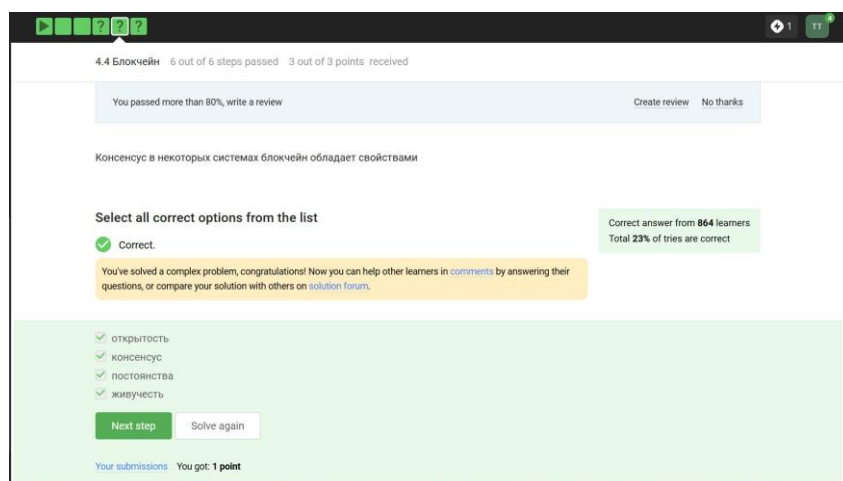 ? ? ?
1 TT 4
4.4 Блокчейн 6 out of 6 steps passed 3 out of 3 points received
You passed more than 80%, write a review Create review No thanks
Консенсус в некоторых системах блокчейн обладает свойствами
Select all correct options from the list
Correct answer from 864 learners
Total 23% of tries are correct
Correct.
You've solved a complex problem, congratulations! Now you can help other learners in comments by answering their
questions, or compare your solution with others on solution forum.
открытость
консенсус
постоянства
живучесть
Next step Solve again
Your submissions You got: 1 point